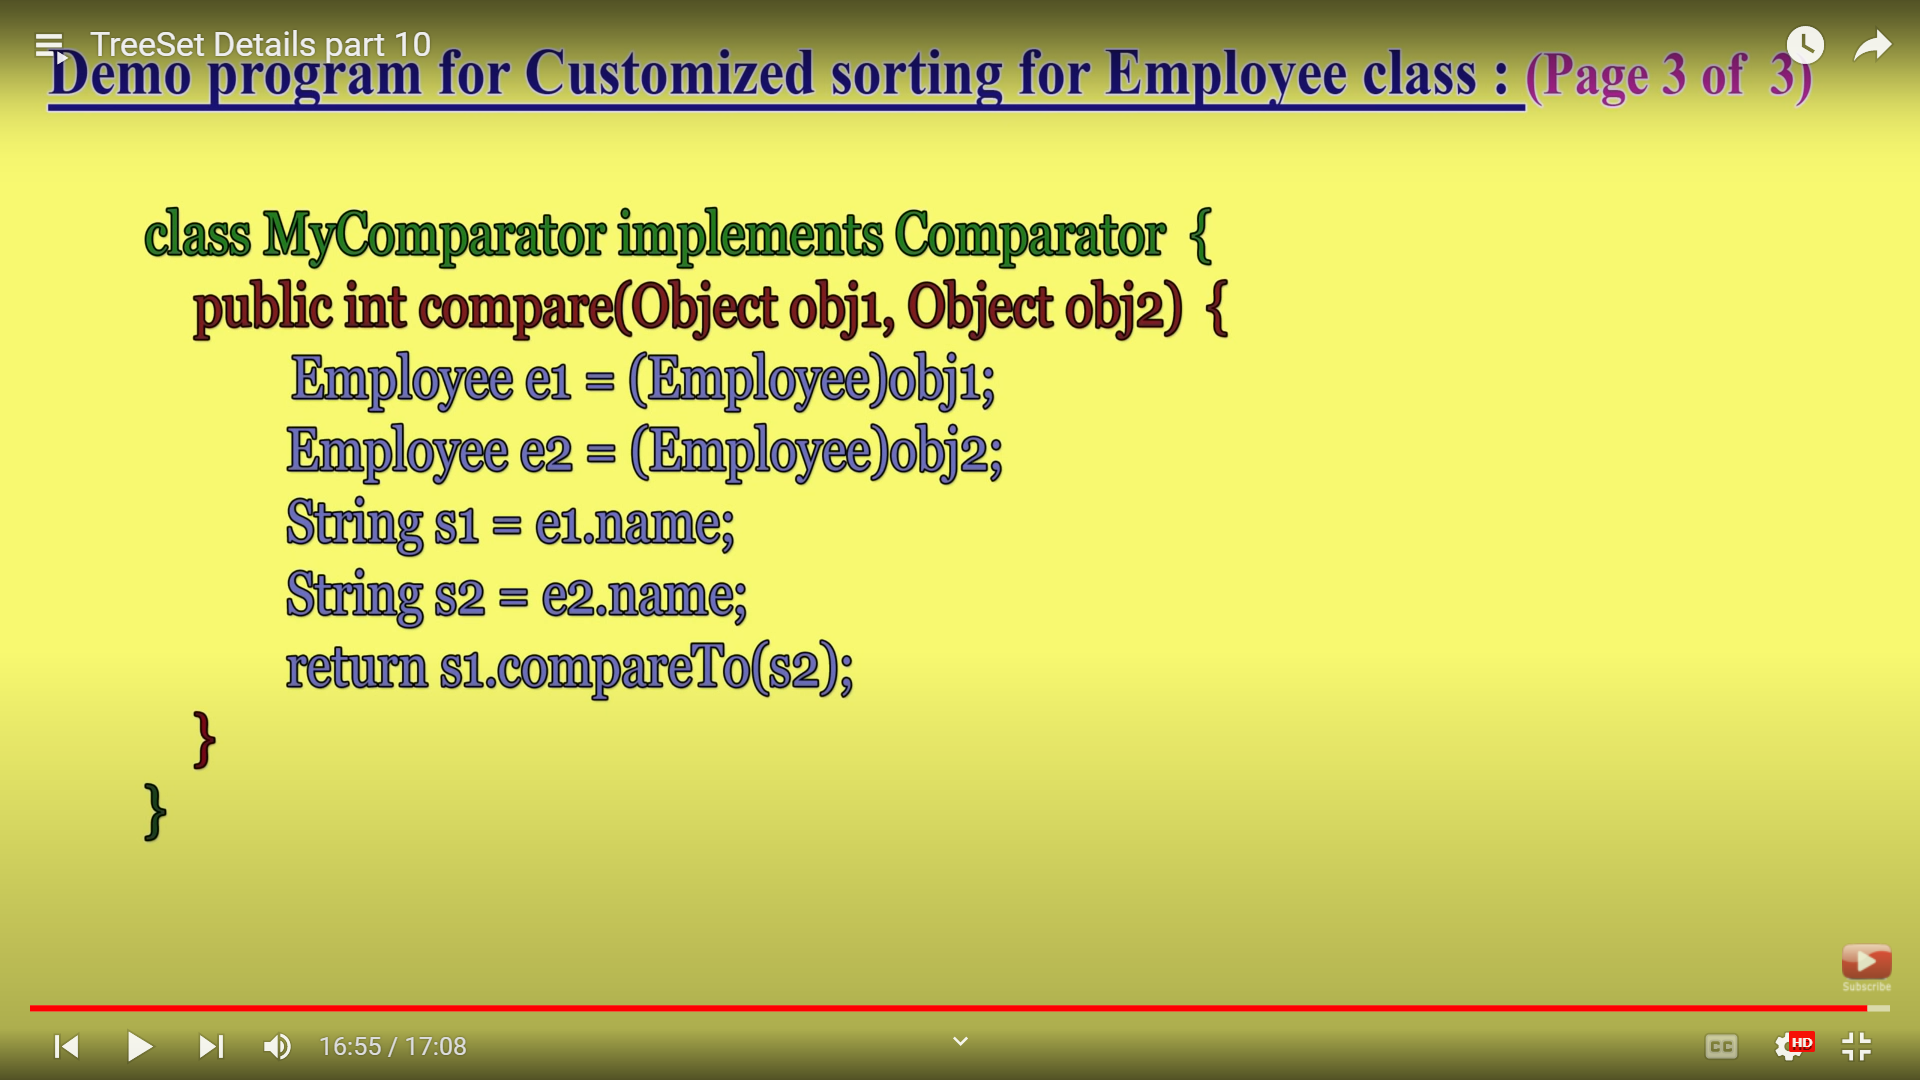 TreeSet Details part 10
Demo program for Customized sorting for Employee class : (Page 3 of 3)
class MyComparator implements Comparator {
public int compare(Object obj1, Object obj2) {
Employee e1 = (Employee)obj1;
Employee e2 = (Employee)obj2;
String s1 = e1.name;
String s2 = e2.name;
return s1.compareTo(s2);
}
}
Subscribe
16:55 / 17:08
CC
HD